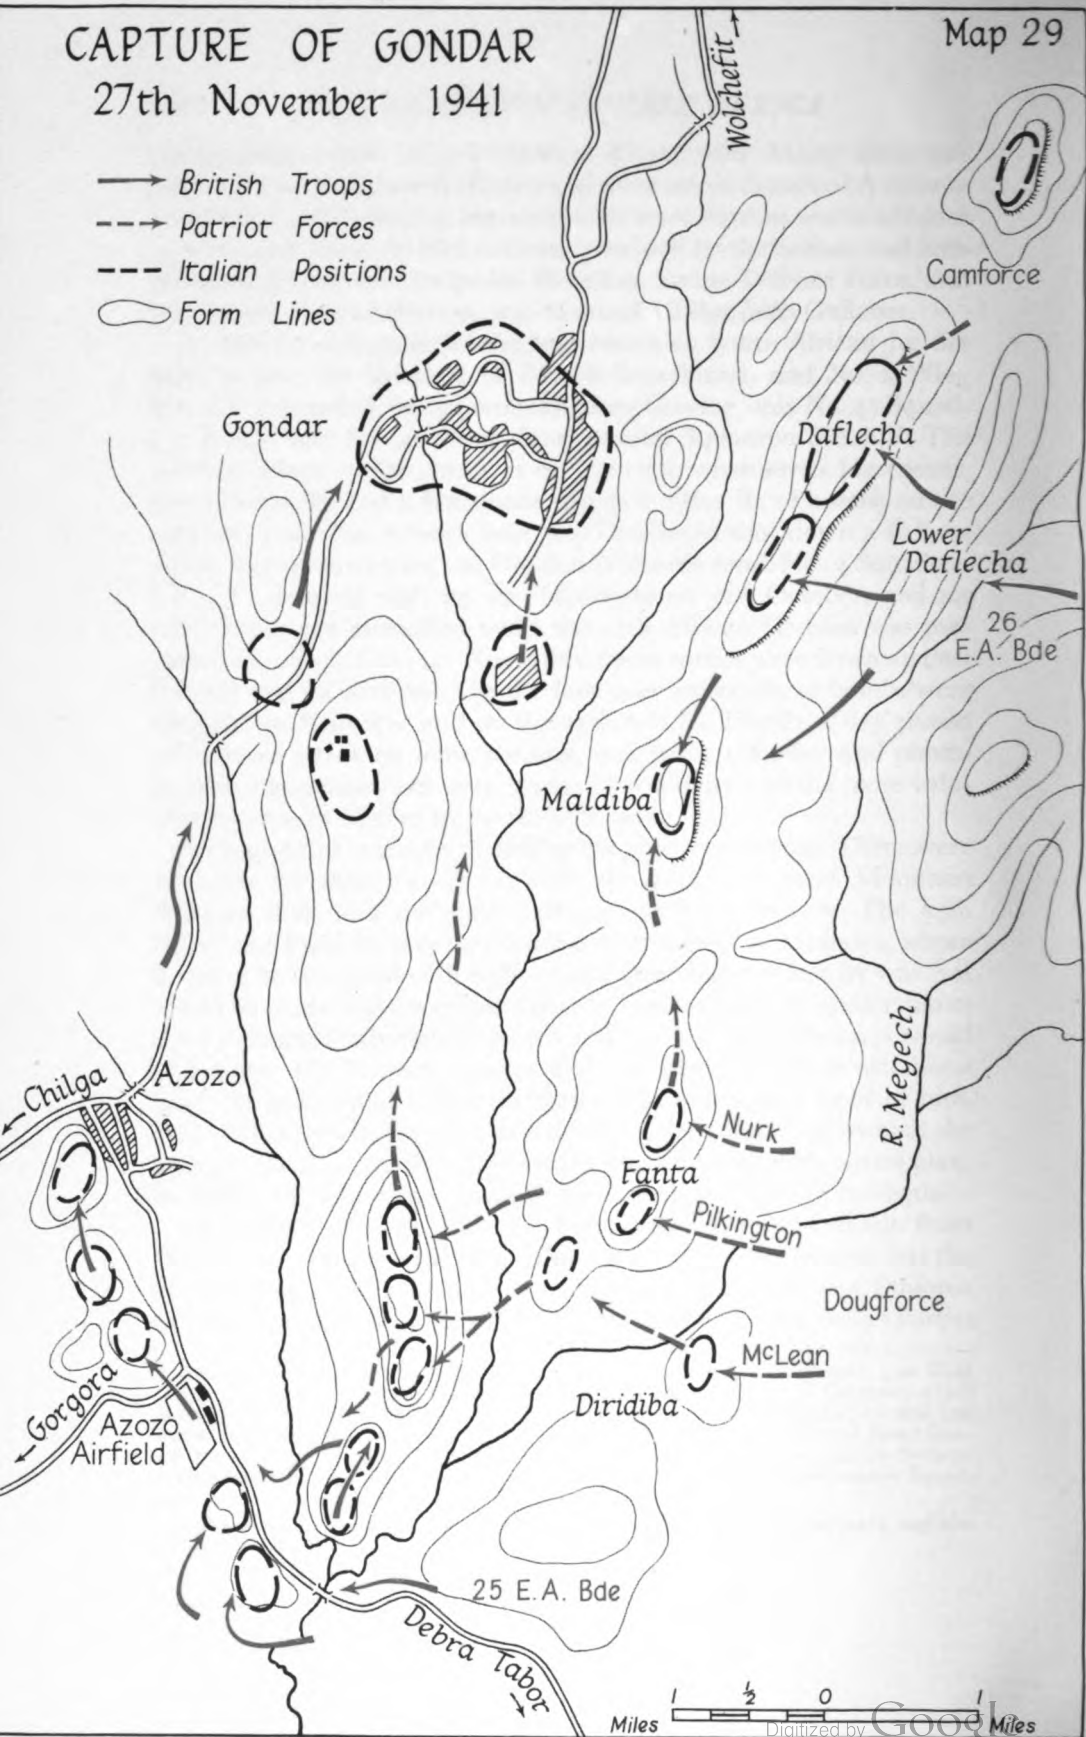 CAPTURE OF GONDAR
27th November 1941
Map 29
British Troops
Patriot Forces
Italian Positions
Form Lines
Wolchefit
Camforce
Gondar
Daflecha
Lower
Daflecha
26
E.A. Bde
Maldiba
R. Megech
Chilga
Azozo
Nurk
Fanta
Pilkington
Dougforce
McLean
Diridiba
Gorgora
Azozo
Airfield
25 E.A. Bde
Debra Tabor
1 ½ 0 1
Miles Miles
Digitized by Google